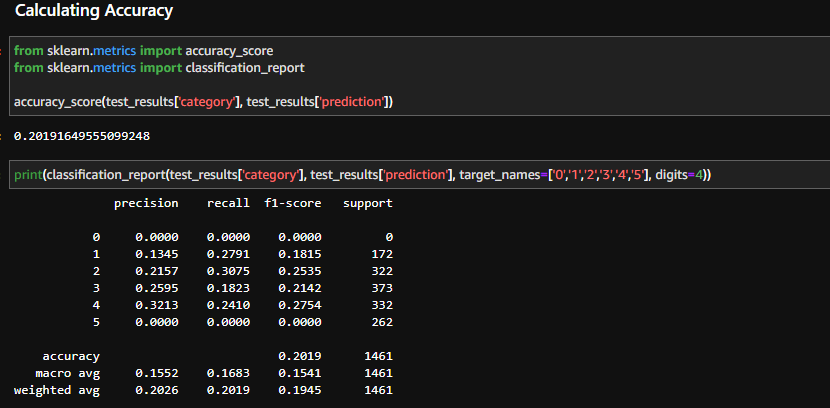 Calculating Accuracy
from sklearn.metrics import accuracy_score
from sklearn.metrics import classification_report
accuracy_score(test_results['category'], test_results['prediction'])
0.20191649555099248
print(classification_report(test_results['category'], test_results['prediction'], target_names=['0','1','2','3','4','5'], digits=4))
precision recall f1-score support
0 0.0000 0.0000 0.0000 0
1 0.1345 0.2791 0.1815 172
2 0.2157 0.3075 0.2535 322
3 0.2595 0.1823 0.2142 373
4 0.3213 0.2410 0.2754 332
5 0.0000 0.0000 0.0000 262
accuracy 0.2019 1461
macro avg 0.1552 0.1683 0.1541 1461
weighted avg 0.2026 0.2019 0.1945 1461